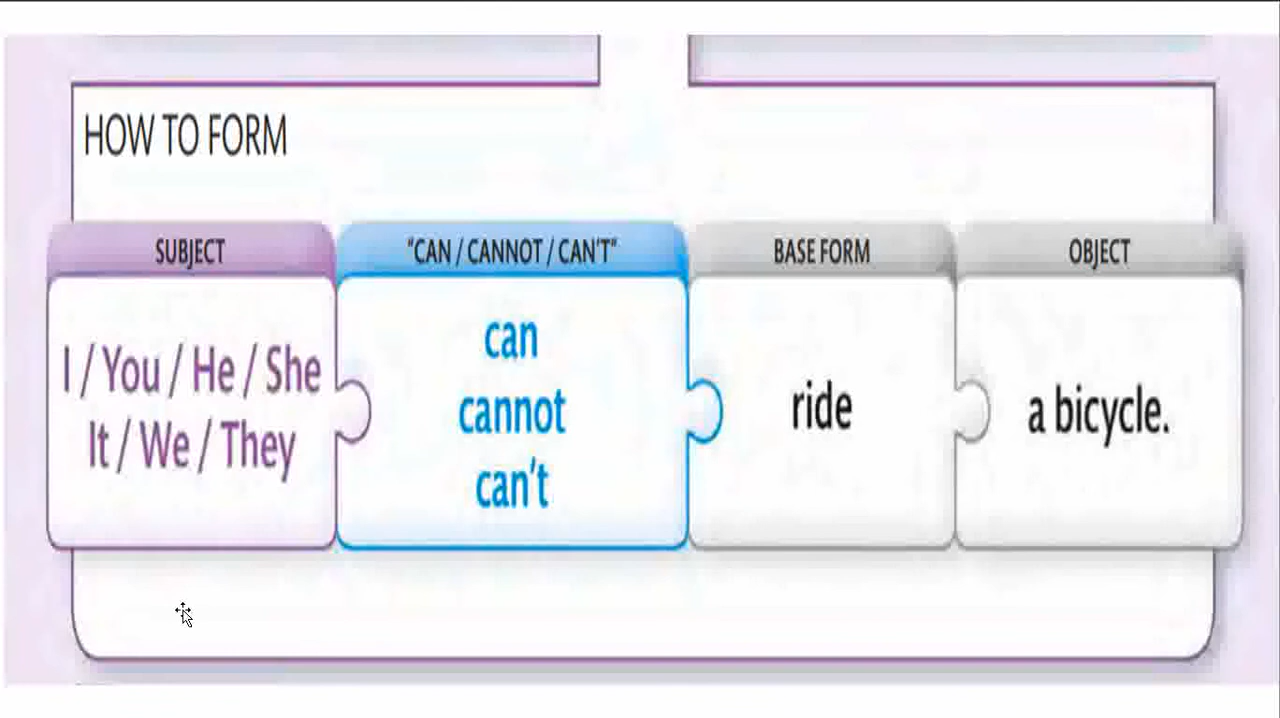 HOW TO FORM
SUBJECT
"CAN / CANNOT / CAN'T"
BASE FORM
OBJECT
I / You / He / She
It / We / They
can
cannot
can't
ride
a bicycle.